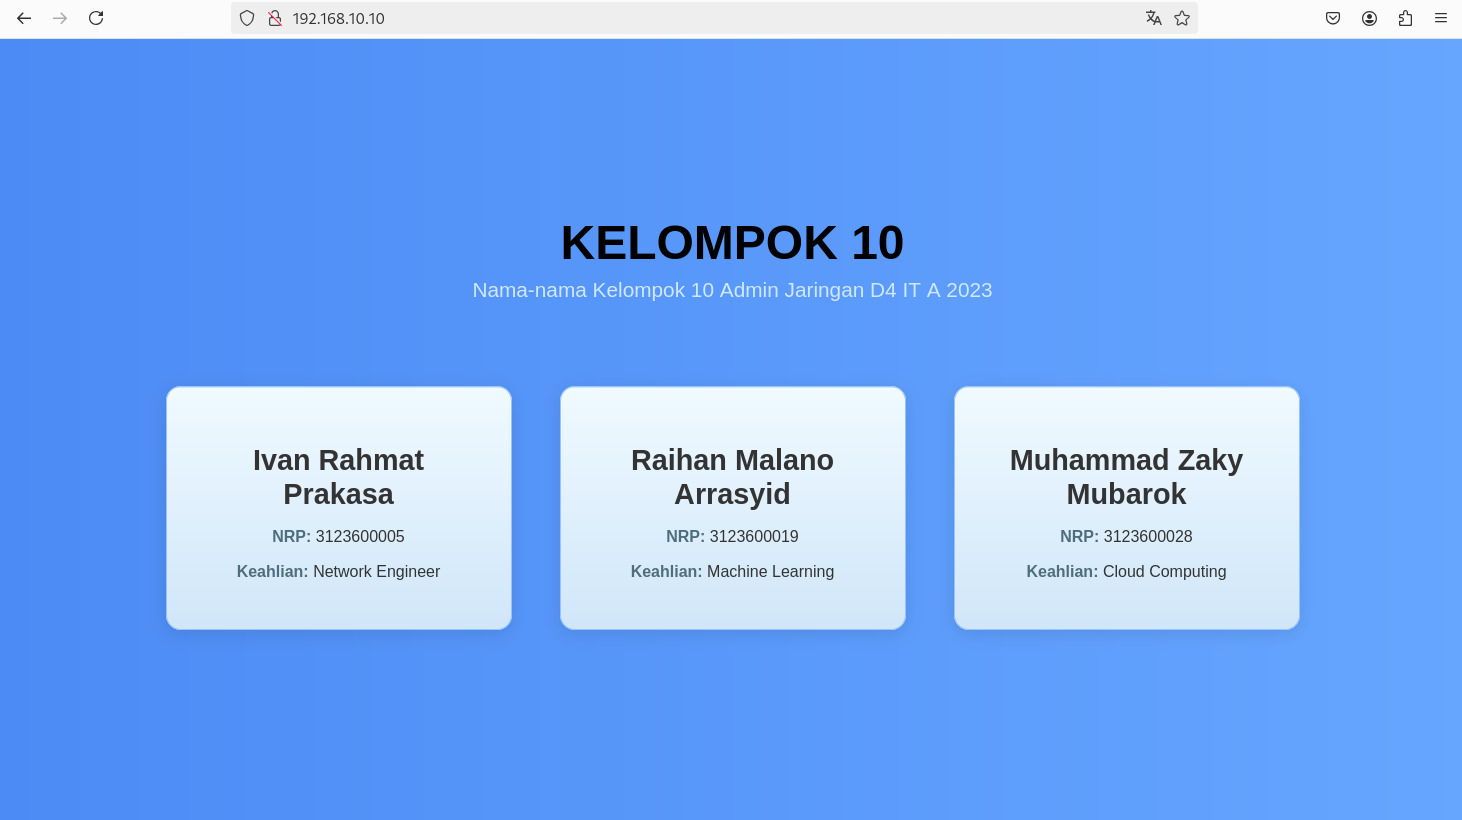 192.168.10.10
KELOMPOK 10
Nama-nama Kelompok 10 Admin Jaringan D4 IT A 2023
Ivan Rahmat
Prakasa
NRP: 3123600005
Keahlian: Network Engineer
Raihan Malano
Arrasyid
NRP: 3123600019
Keahlian: Machine Learning
Muhammad Zaky
Mubarok
NRP: 3123600028
Keahlian: Cloud Computing